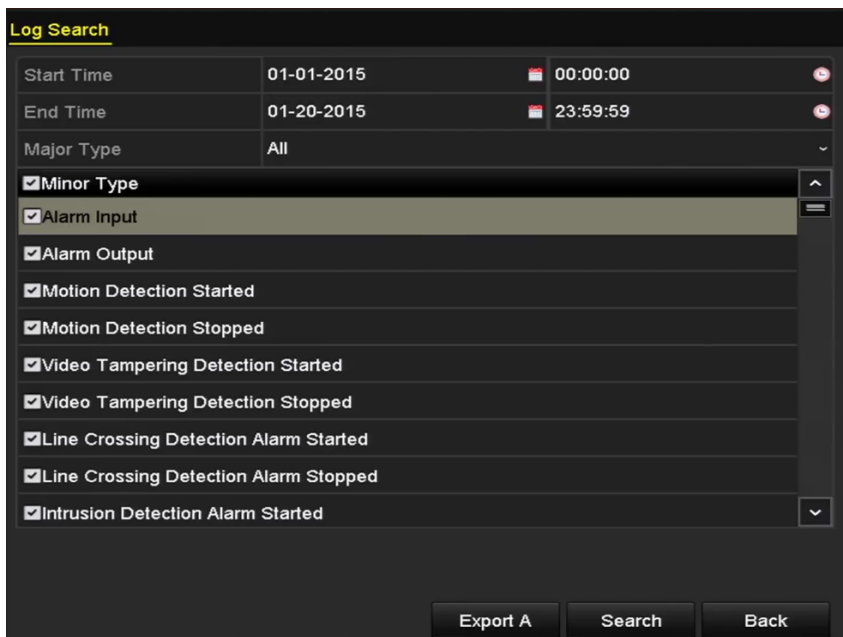 Log Search
Start Time 01-01-2015 00:00:00
End Time 01-20-2015 23:59:59
Major Type All
Minor Type
Alarm Input
Alarm Output
Motion Detection Started
Motion Detection Stopped
Video Tampering Detection Started
Video Tampering Detection Stopped
Line Crossing Detection Alarm Started
Line Crossing Detection Alarm Stopped
Intrusion Detection Alarm Started
Export A Search Back